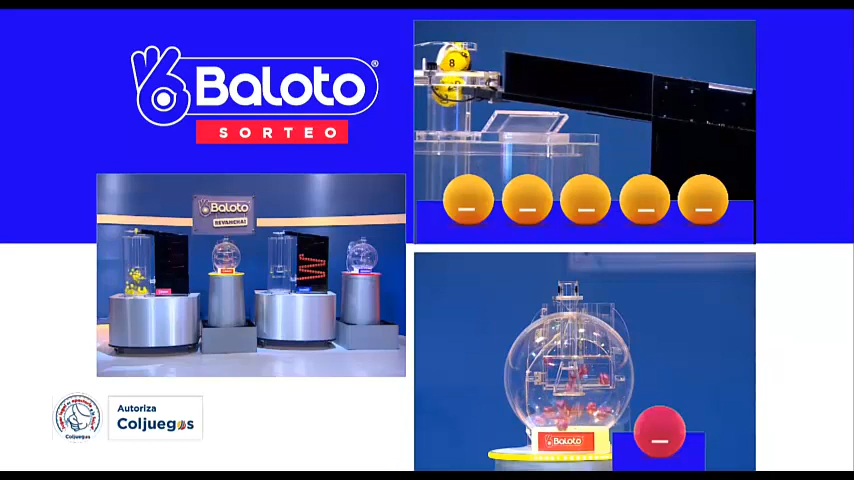 Baloto®
SORTEO
8
Baloto
REVANCHA!
Autoriza
Coljuegos
Coljuegos
Baloto